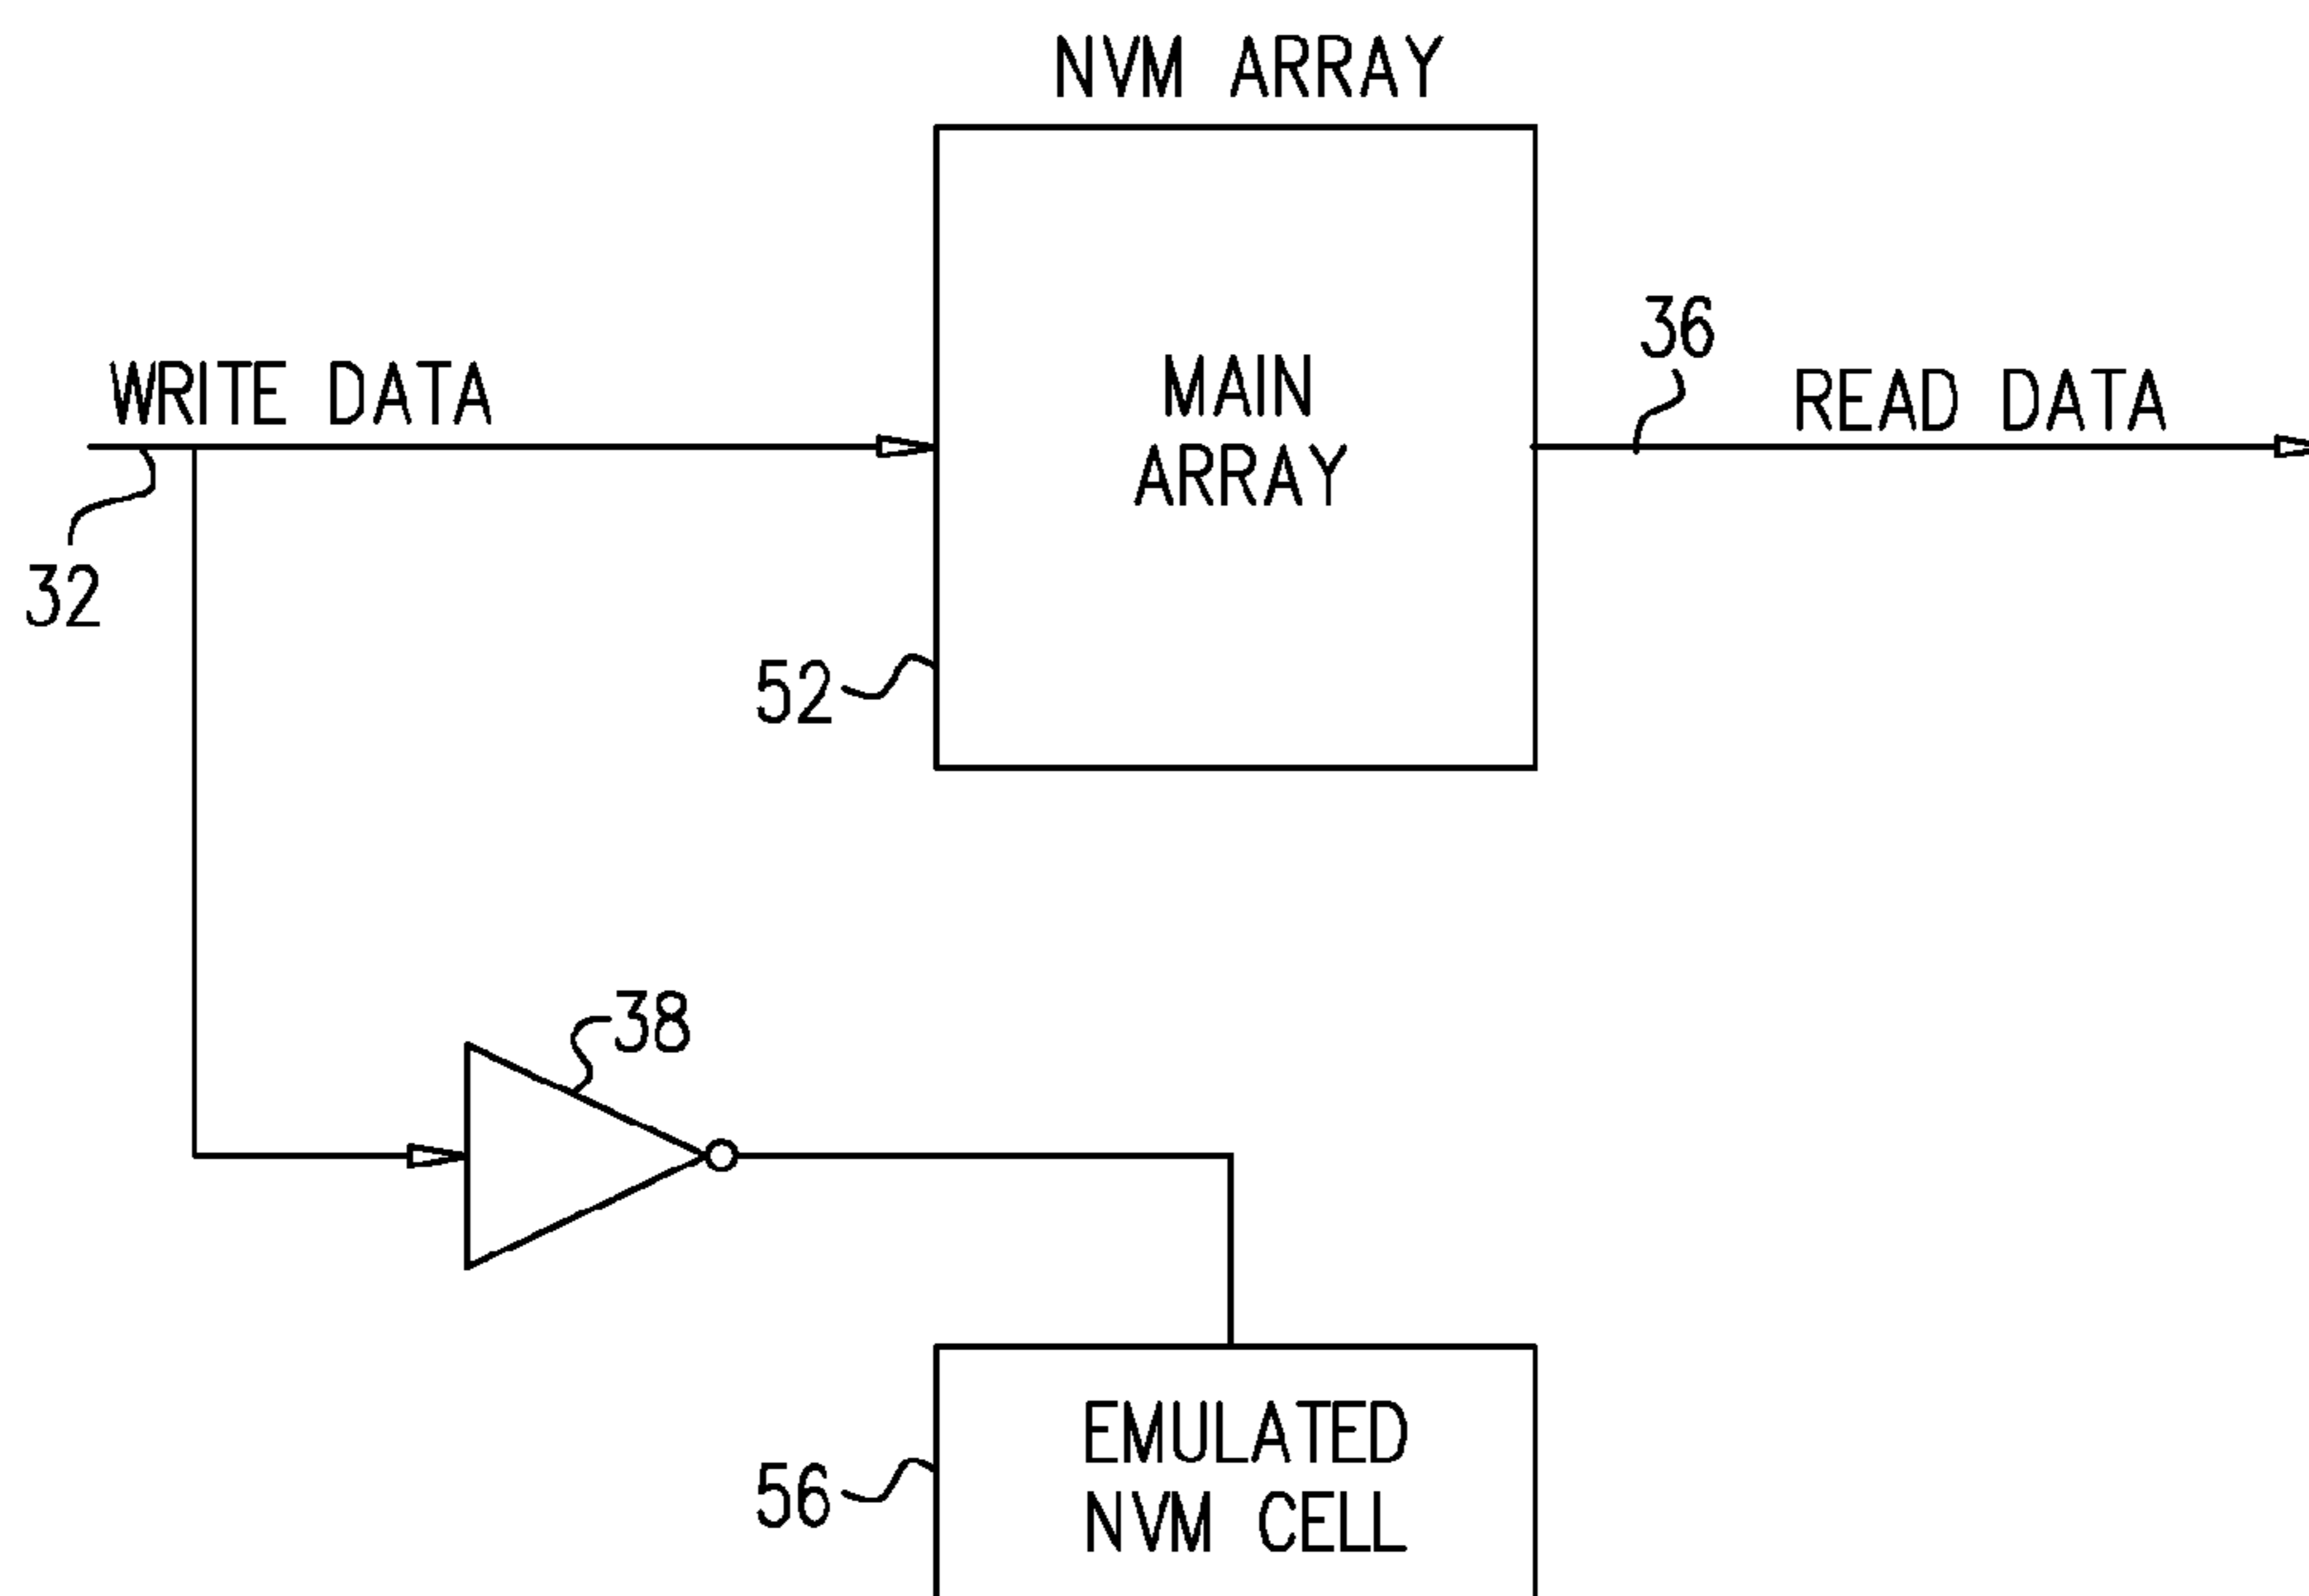 NVM ARRAY
36
WRITE DATA
MAIN
ARRAY
READ DATA
32
52
38
EMULATED
NVM CELL
56